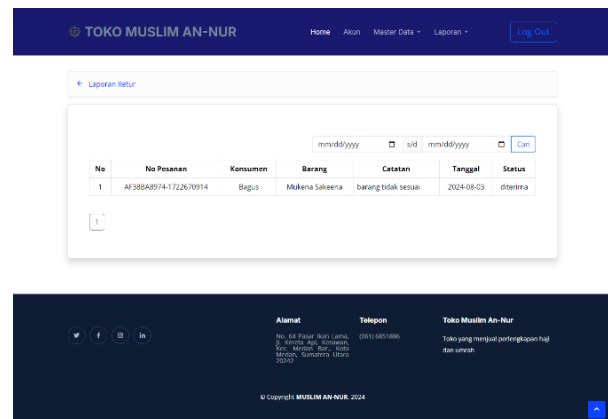 TOKO MUSLIM AN-NUR
Home Akun Master Data Laporan Log Out
Laporan Retur
mm/dd/yyyy s/d mm/dd/yyyy Cari
No No Pesanan Konsumen Barang Catatan Tanggal Status
1 AF38BA8974-1722670914 Bagus Mukena Sakeena barang tidak sesuai 2024-08-03 diterima
1
Alamat
No. 64 Pasar Ikan Lama,
Jl. Kereta Api, Kesawan,
Kec. Medan Bar., Kota
Medan, Sumatera Utara
20242
Telepon
(061) 6851886
Toko Muslim An-Nur
Toko yang menjual perlengkapan haji
dan umrah
© Copyright MUSLIM AN-NUR. 2024